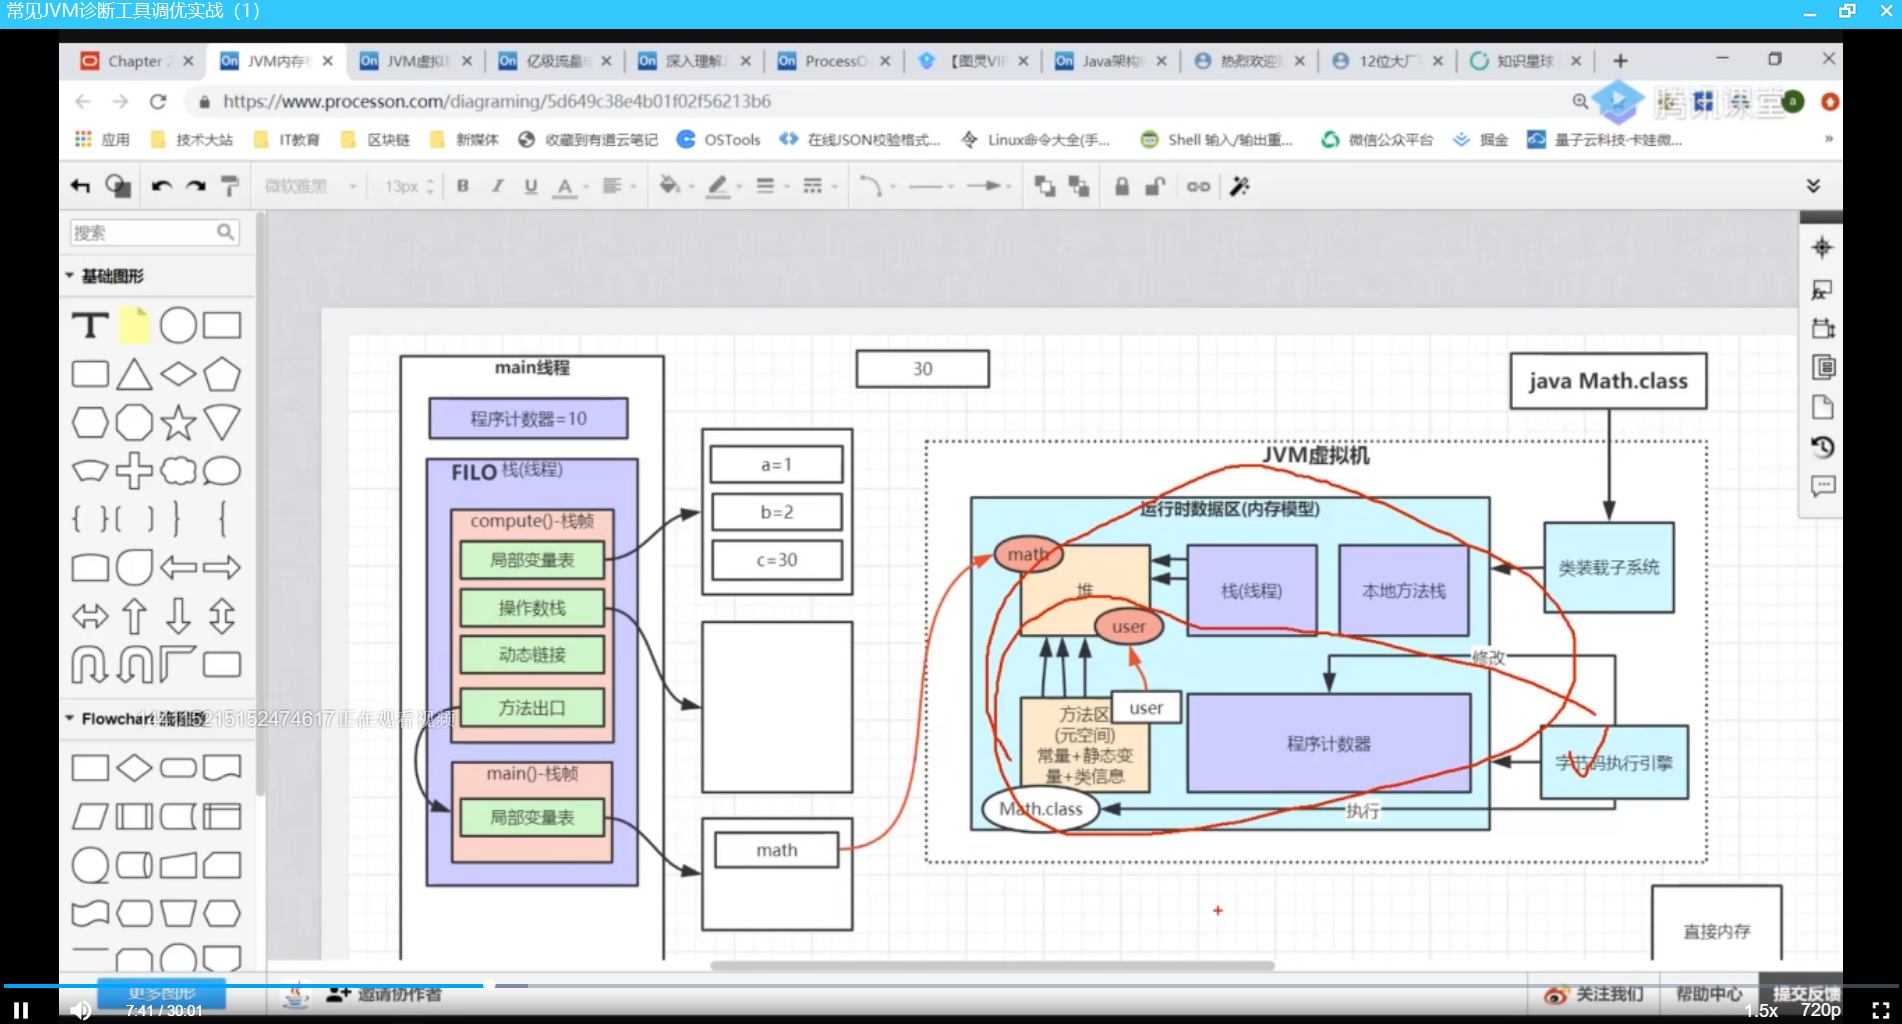 常见JVM诊断工具调优实战（1）
Chapter 2
JVM内存
JVM虚拟
亿级流量
深入理解
ProcessO
【图灵VIP
Java架构
热烈欢迎
12位大厂
知识星球
https://www.processon.com/diagraming/5d649c38e4b01f02f56213b6
腾讯课堂
a
应用
技术大站
IT教育
区块链
新媒体
收藏到有道云笔记
OSTools
在线JSON校验格式...
Linux命令大全(手...
Shell 输入/输出重...
微信公众平台
掘金
量子云科技-卡娃微...
»
微软雅黑
13px
B
I
U
A
搜索
基础图形
T
Flowchart
1444115215152474617正在观看视频
main线程
程序计数器=10
FILO 栈(线程)
compute()-栈帧
局部变量表
操作数栈
动态链接
方法出口
main()-栈帧
局部变量表
a=1
b=2
c=30
math
30
java Math.class
JVM虚拟机
运行时数据区(内存模型)
math
堆
user
栈(线程)
本地方法栈
类装载子系统
修改
user
方法区
(元空间)
常量+静态变
量+类信息
程序计数器
字节码执行引擎
Math.class
执行
直接内存
更多图形
邀请协作者
关注我们
帮助中心
提交反馈
7:41 / 30:01
1.5x
720p